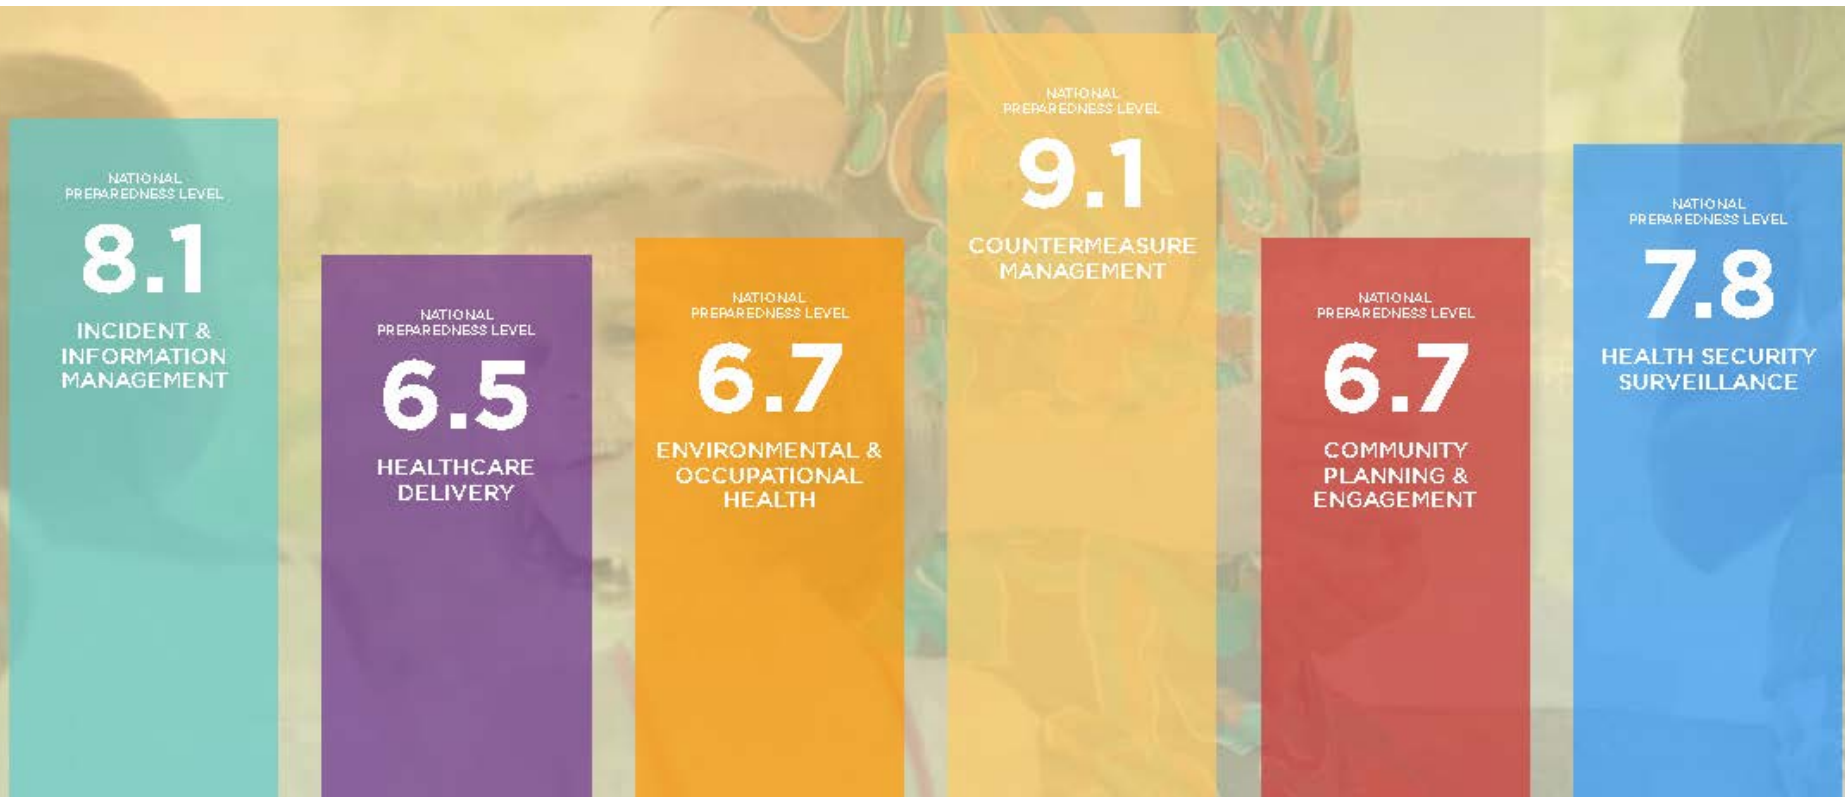 NATIONAL
PREPAREDNESS LEVEL
8.1
INCIDENT &
INFORMATION
MANAGEMENT
NATIONAL
PREPAREDNESS LEVEL
6.5
HEALTHCARE
DELIVERY
NATIONAL
PREPAREDNESS LEVEL
6.7
ENVIRONMENTAL &
OCCUPATIONAL
HEALTH
NATIONAL
PREPAREDNESS LEVEL
9.1
COUNTERMEASURE
MANAGEMENT
NATIONAL
PREPAREDNESS LEVEL
6.7
COMMUNITY
PLANNING &
ENGAGEMENT
NATIONAL
PREPAREDNESS LEVEL
7.8
HEALTH SECURITY
SURVEILLANCE